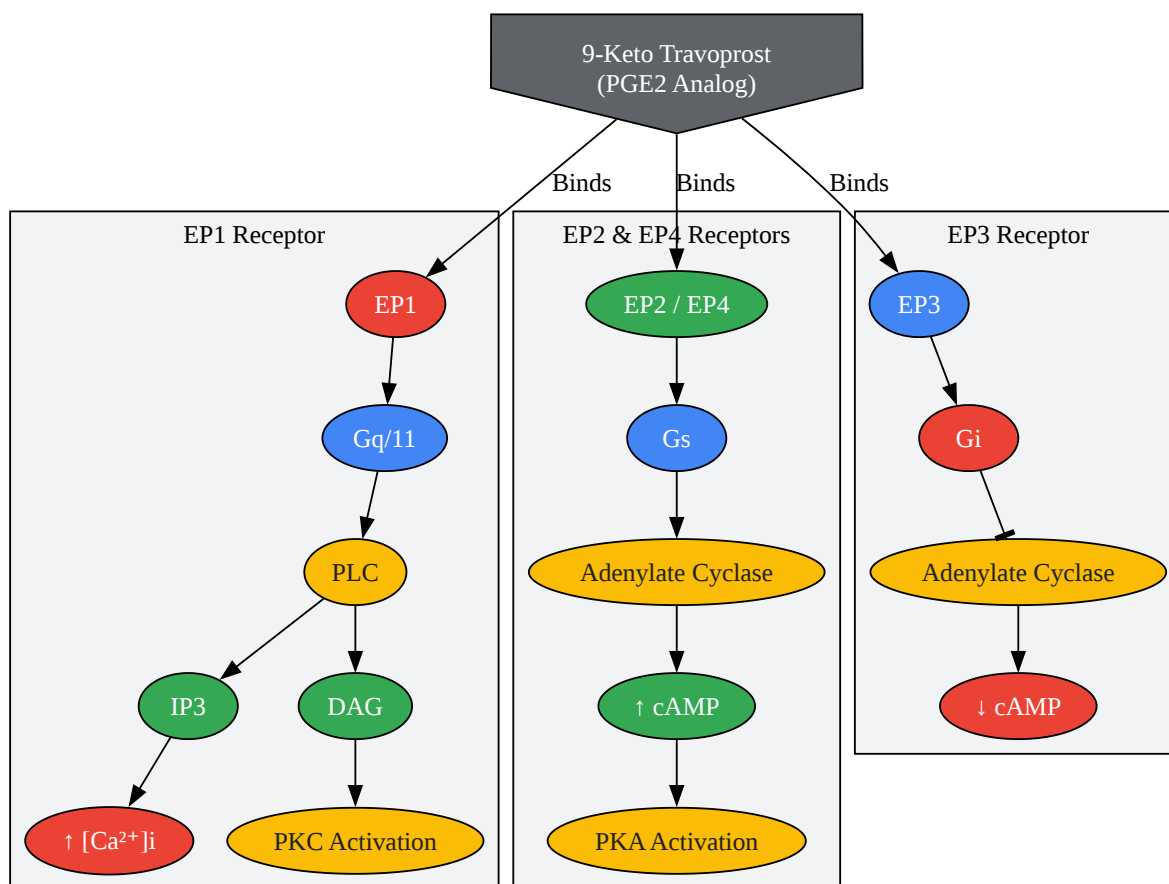 9-Keto Travoprost
(PGE2 Analog)
Binds
Binds
Binds
EP1 Receptor
EP1
Gq/11
PLC
IP3
DAG
↑ [Ca²⁺]i
PKC Activation
EP2 & EP4 Receptors
EP2 / EP4
Gs
Adenylate Cyclase
↑ cAMP
PKA Activation
EP3 Receptor
EP3
Gi
Adenylate Cyclase
↓ cAMP